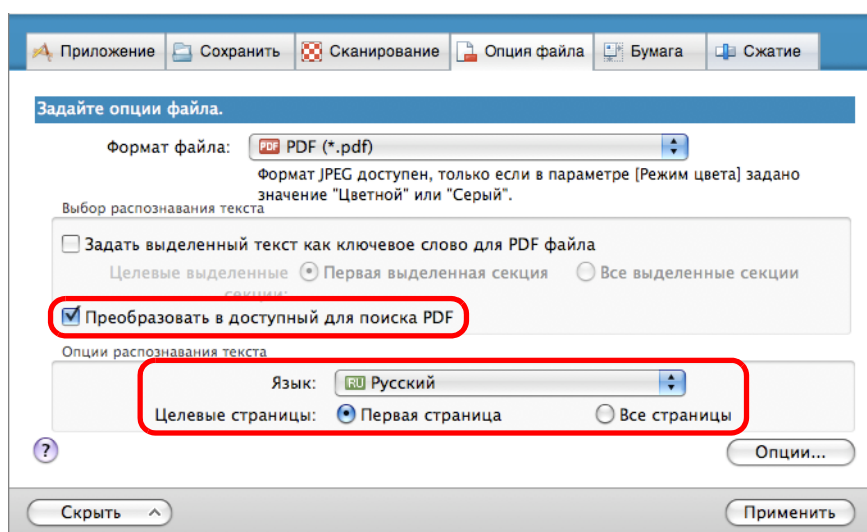 Приложение Сохранить Сканирование Опция файла Бумага Сжатие
Задайте опции файла.
Формат файла: PDF PDF (*.pdf)
Формат JPEG доступен, только если в параметре [Режим цвета] задано
значение "Цветной" или "Серый".
Выбор распознавания текста
Задать выделенный текст как ключевое слово для PDF файла
Целевые выделенные Первая выделенная секция Все выделенные секции
секции:
Преобразовать в доступный для поиска PDF
Опции распознавания текста
Язык: RU Русский
Целевые страницы: Первая страница Все страницы
? Опции...
Скрыть Применить